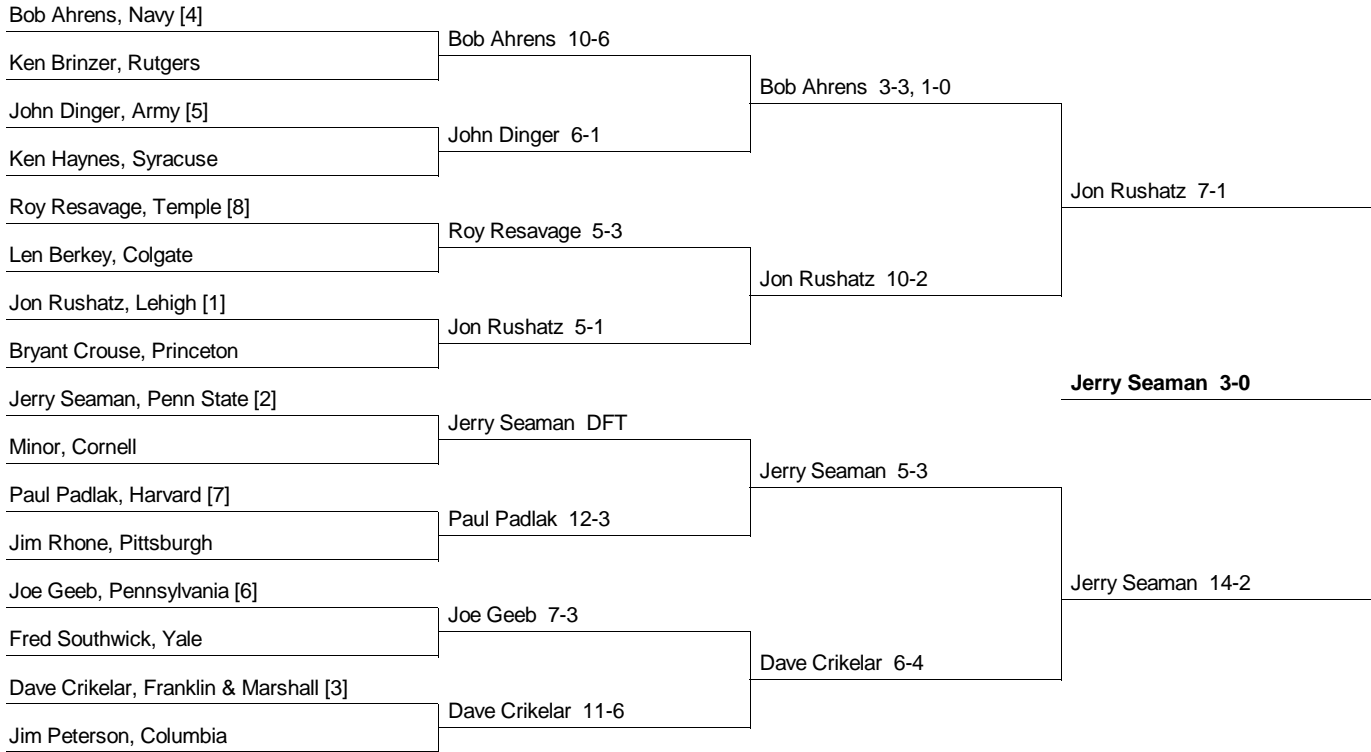 Bob Ahrens, Navy [4]
Ken Brinzer, Rutgers
John Dinger, Army [5]
Ken Haynes, Syracuse
Roy Resavage, Temple [8]
Len Berkey, Colgate
Jon Rushatz, Lehigh [1]
Bryant Crouse, Princeton
Jerry Seaman, Penn State [2]
Minor, Cornell
Paul Padlak, Harvard [7]
Jim Rhone, Pittsburgh
Joe Geeb, Pennsylvania [6]
Fred Southwick, Yale
Dave Crikelar, Franklin & Marshall [3]
Jim Peterson, Columbia
Bob Ahrens 10-6
John Dinger 6-1
Roy Resavage 5-3
Jon Rushatz 5-1
Jerry Seaman DFT
Paul Padlak 12-3
Joe Geeb 7-3
Dave Crikelar 11-6
Bob Ahrens 3-3, 1-0
Jon Rushatz 10-2
Jerry Seaman 5-3
Dave Crikelar 6-4
Jon Rushatz 7-1
Jerry Seaman 14-2
Jerry Seaman 3-0